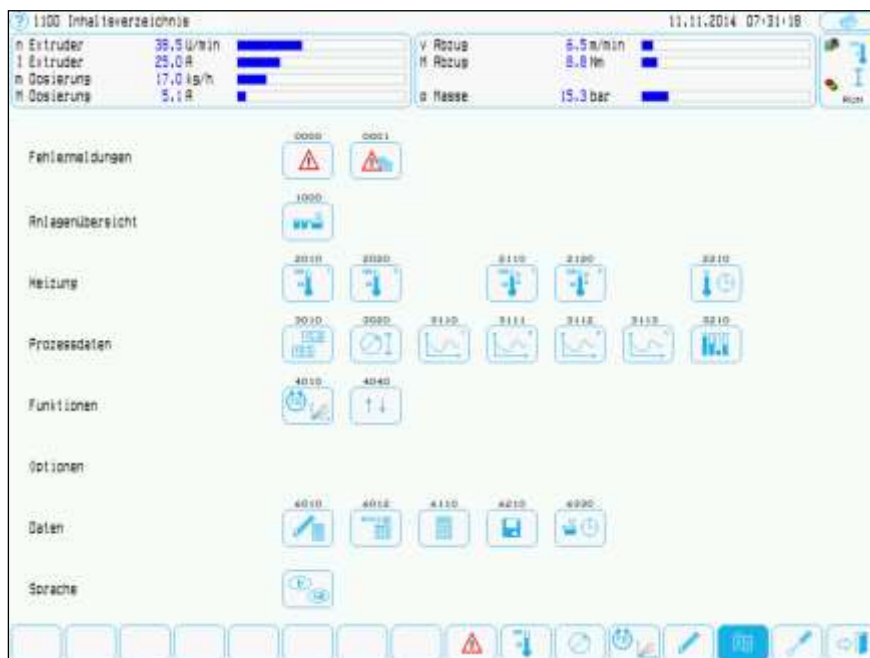 ? 1100 Inhaltsverzeichnis 11.11.2014 07:31:18
n Extruder 38.5 U/min v Abzug 6.5 m/min
I Extruder 25.0 A M Abzug 8.8 Nm
m Dosierung 17.0 kg/h
M Dosierung 5.1 A p Masse 15.3 bar
RUN
0000 0001
Fehlermeldungen
1000
Anlagenübersicht
2010 2020 2110 2120 2210
Heizung
3010 3020 3110 3111 3112 3113 3210
Prozessdaten
4010 4040
Funktionen
Optionen
6010 6012 6110 6210
Daten
Sprache